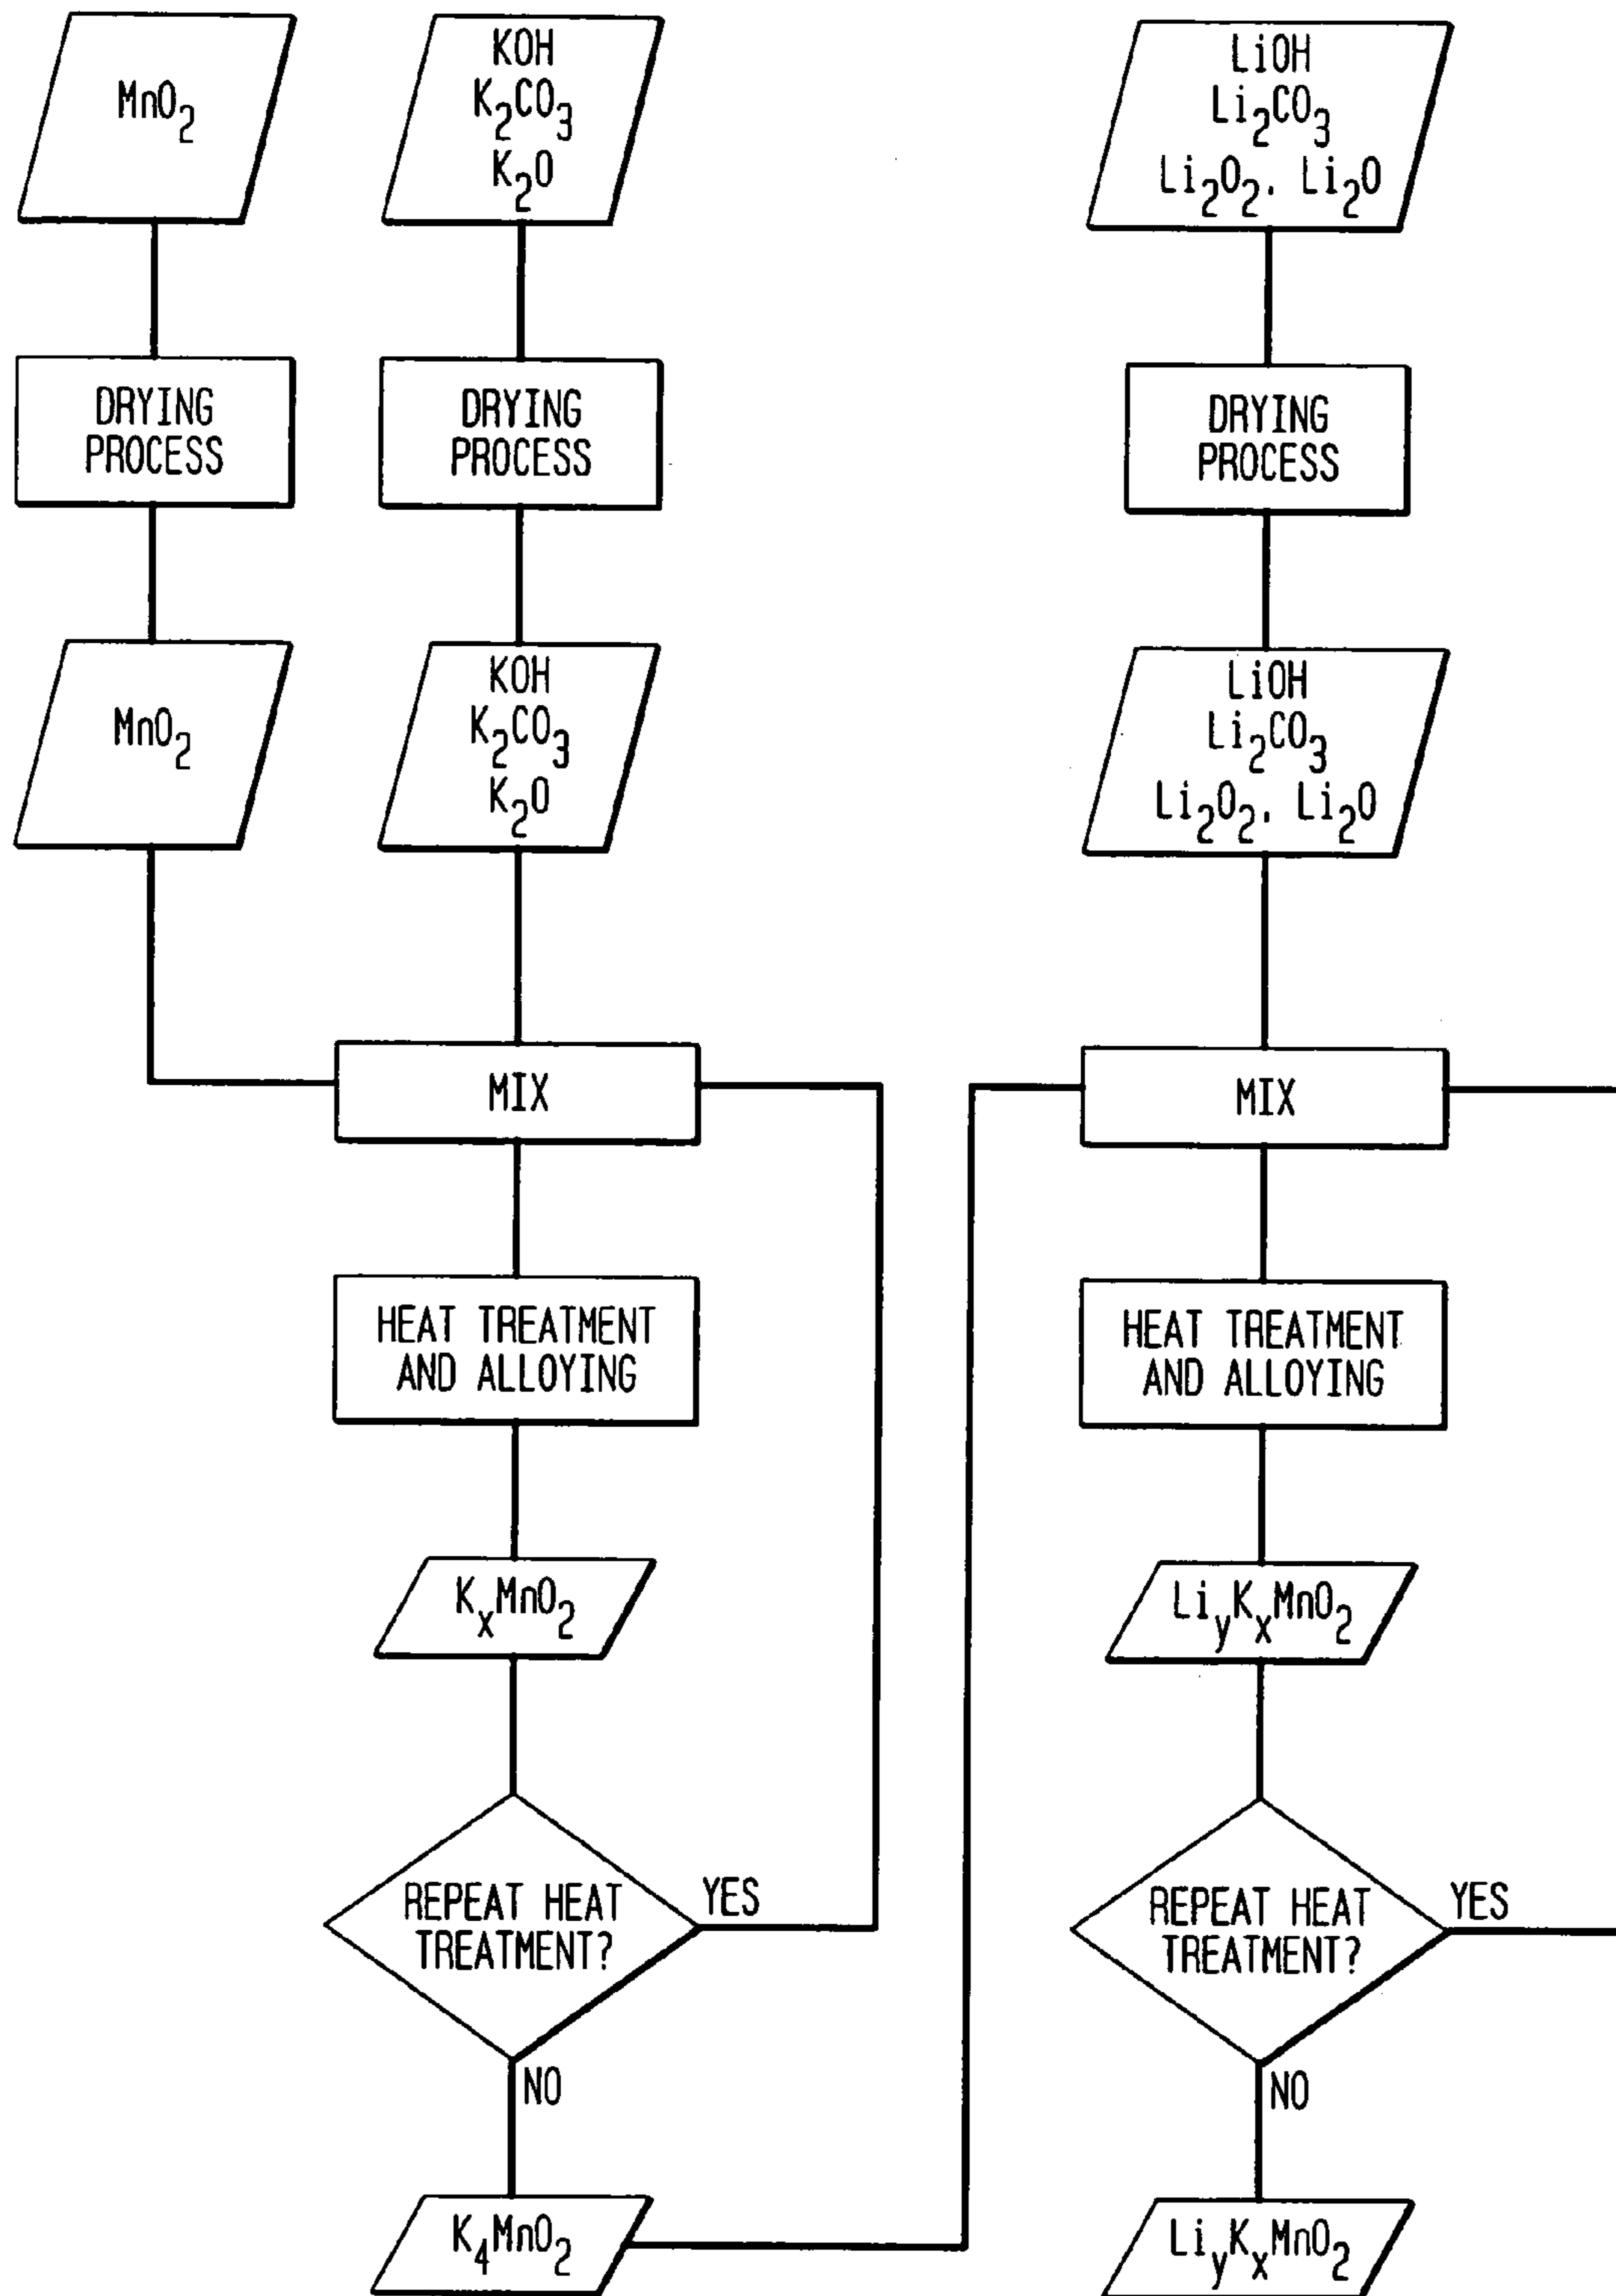 MnO₂
KOH
K₂CO₃
K₂O
LiOH
Li₂CO₃
Li₂O₂, Li₂O
DRYING
PROCESS
DRYING
PROCESS
DRYING
PROCESS
MnO₂
KOH
K₂CO₃
K₂O
LiOH
Li₂CO₃
Li₂O₂, Li₂O
MIX
MIX
HEAT TREATMENT
AND ALLOYING
HEAT TREATMENT
AND ALLOYING
KₓMnO₂
LiyKₓMnO₂
REPEAT HEAT
TREATMENT?
YES
NO
REPEAT HEAT
TREATMENT?
YES
NO
K₄MnO₂
LiyKₓMnO₂